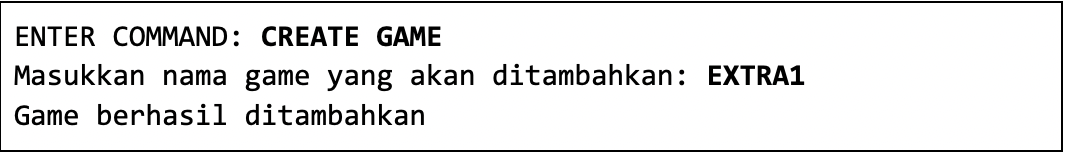 ENTER COMMAND: CREATE GAME
Masukkan nama game yang akan ditambahkan: EXTRA1
Game berhasil ditambahkan